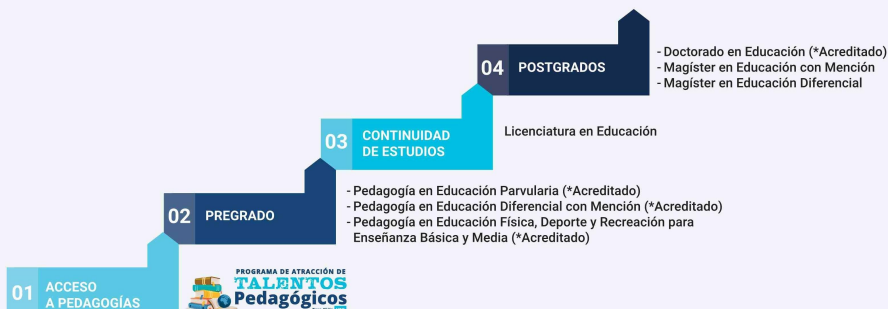 04 POSTGRADOS
- Doctorado en Educación (*Acreditado)
- Magíster en Educación con Mención
- Magíster en Educación Diferencial
03 CONTINUIDAD
DE ESTUDIOS
Licenciatura en Educación
02 PREGRADO
- Pedagogía en Educación Parvularia (*Acreditado)
- Pedagogía en Educación Diferencial con Mención (*Acreditado)
- Pedagogía en Educación Física, Deporte y Recreación para
Enseñanza Básica y Media (*Acreditado)
01 ACCESO
A PEDAGOGÍAS
PROGRAMA DE ATRACCIÓN DE
TALENTOS
Pedagógicos